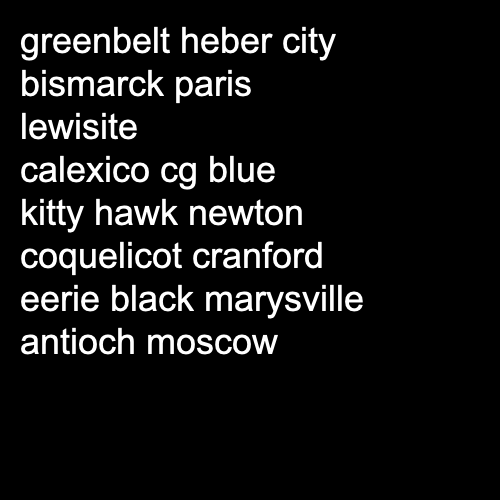 greenbelt heber city
bismarck paris
lewisite
calexico cg blue
kitty hawk newton
coquelicot cranford
eerie black marysville
antioch moscow